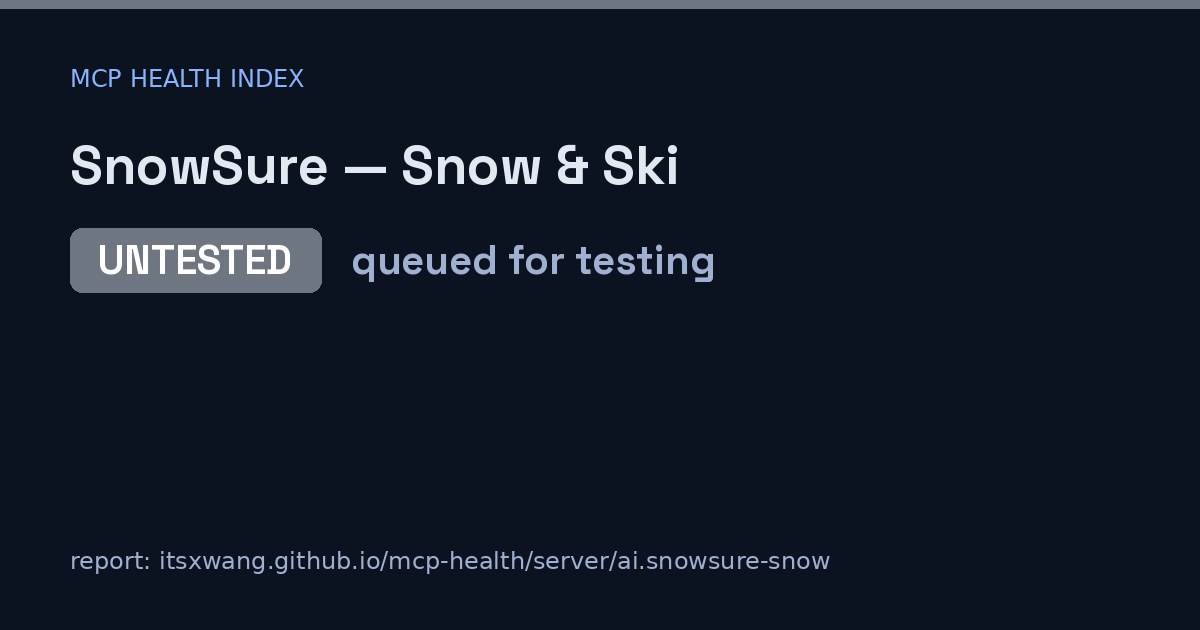 MCP HEALTH INDEX
SnowSure — Snow & Ski
UNTESTED queued for testing
report: itsxwang.github.io/mcp-health/server/ai.snowsure-snow